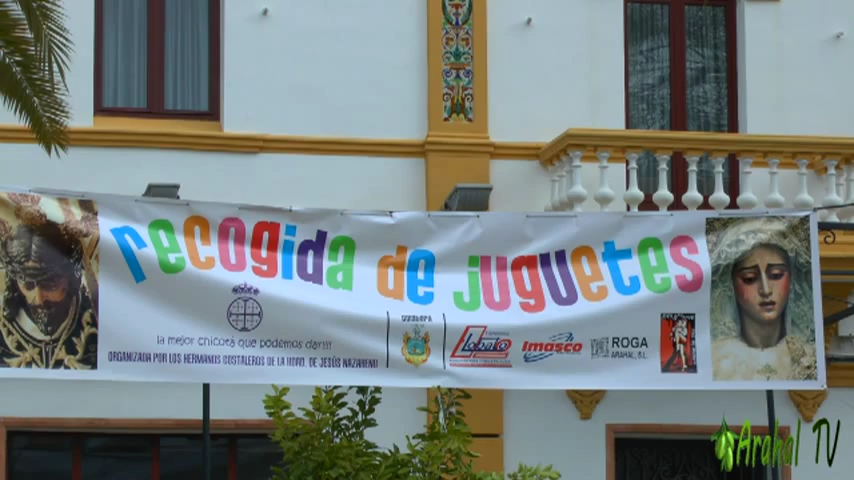 recogida de juguetes
la mejor chicotá que podemos dar!!!
ORGANIZADA POR LOS HERMANOS COSTALEROS DE LA HDAD. DE JESÚS NAZARENO
COLABORA
Lobato
Imasco
ROGA
ARAHAL, S.L.
Arahal TV